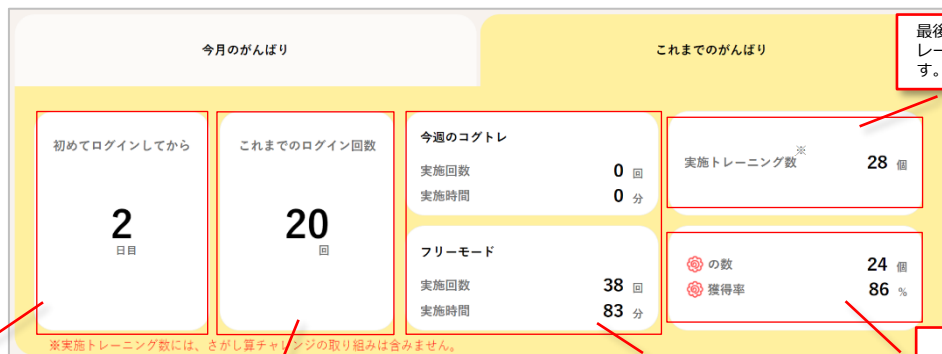 今月のがんばり
これまでのがんばり
最後
レー
す。
初めてログインしてから
2
日目
これまでのログイン回数
20
回
今週のコグトレ
実施回数 0 回
実施時間 0 分
フリーモード
実施回数 38 回
実施時間 83 分
実施トレーニング数※ 28 個
の数 24 個
獲得率 86 %
※実施トレーニング数には、さがし算チャレンジの取り組みは含みません。